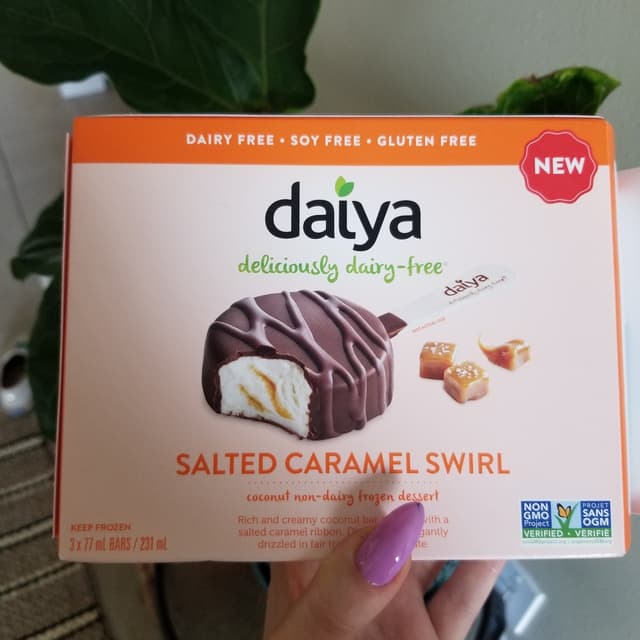 DAIRY FREE • SOY FREE • GLUTEN FREE
NEW
daiya
deliciously dairy-free
daiya
SALTED CARAMEL SWIRL
coconut non-dairy frozen dessert
Rich and creamy coconut with a
salted caramel ribbon.
drizzled in fair
KEEP FROZEN
3 x 77 mL BARS / 231 mL
NON
GMO
Project
VERIFIED
PROJET
SANS
OGM
VÉRIFIÉ